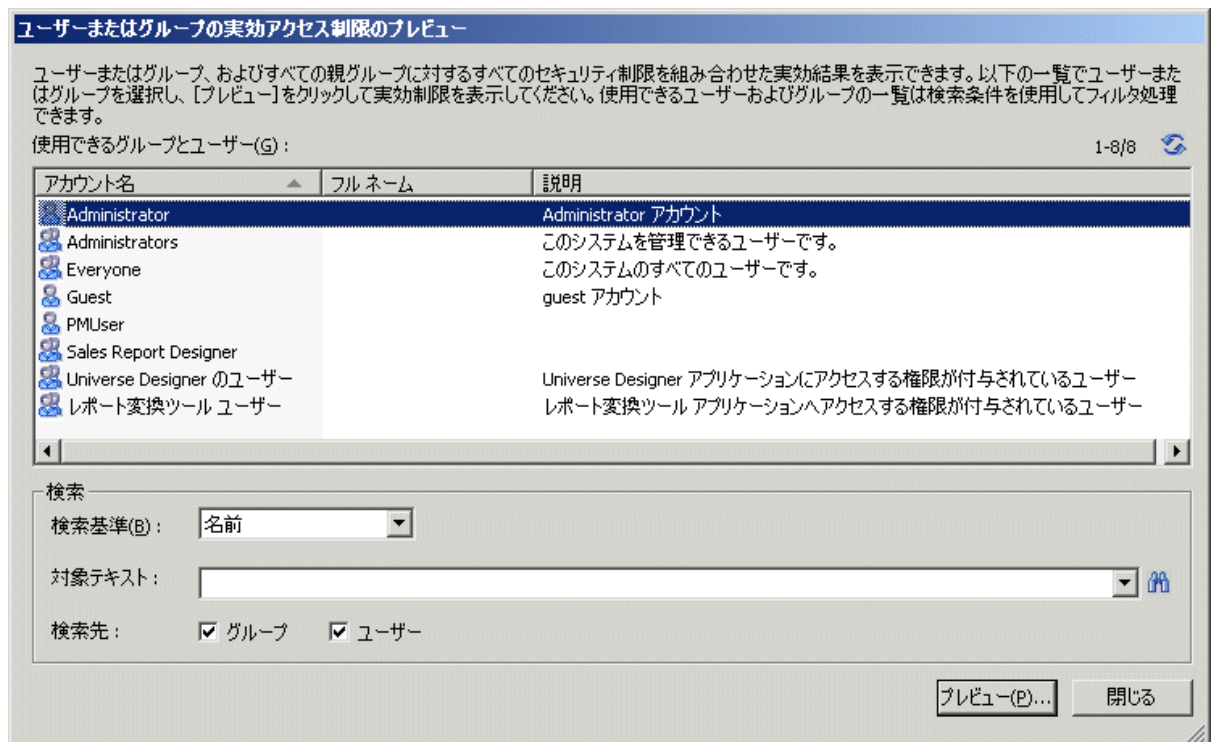 ユーザーまたはグループの実効アクセス制限のプレビュー
ユーザーまたはグループ、およびすべての親グループに対するすべてのセキュリティ制限を組み合わせた実効結果を表示できます。以下の一覧でユーザーまた
はグループを選択し、[プレビュー]をクリックして実効制限を表示してください。使用できるユーザーおよびグループの一覧は検索条件を使用してフィルタ処理
できます。
使用できるグループとユーザー(G): 1-8/8
アカウント名 フル ネーム 説明
Administrator Administrator アカウント
Administrators このシステムを管理できるユーザーです。
Everyone このシステムのすべてのユーザーです。
Guest guest アカウント
PMUser
Sales Report Designer
Universe Designer のユーザー Universe Designer アプリケーションにアクセスする権限が付与されているユーザー
レポート変換ツール ユーザー レポート変換ツール アプリケーションへアクセスする権限が付与されているユーザー
検索
検索基準(B): 名前
対象テキスト:
検索先: グループ ユーザー
プレビュー(P)... 閉じる